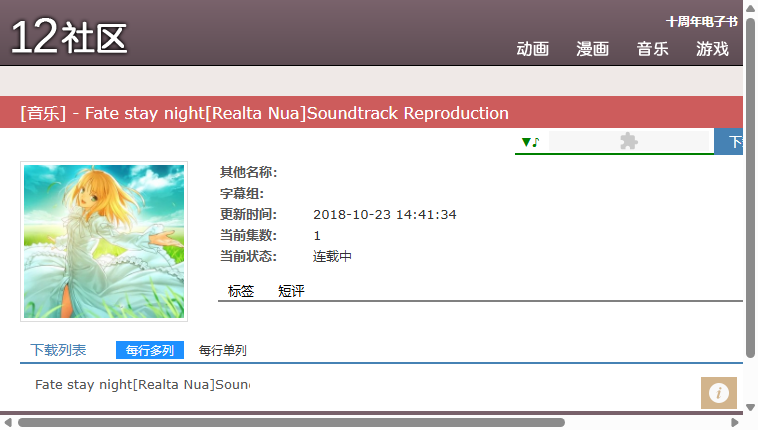 12社区
十周年电子书
动画 漫画 音乐 游戏
[音乐] - Fate stay night[Realta Nua]Soundtrack Reproduction
▼♪
其他名称:
字幕组:
更新时间: 2018-10-23 14:41:34
当前集数: 1
当前状态: 连载中
标签 短评
下载列表 每行多列 每行单列
Fate stay night[Realta Nua]Soun